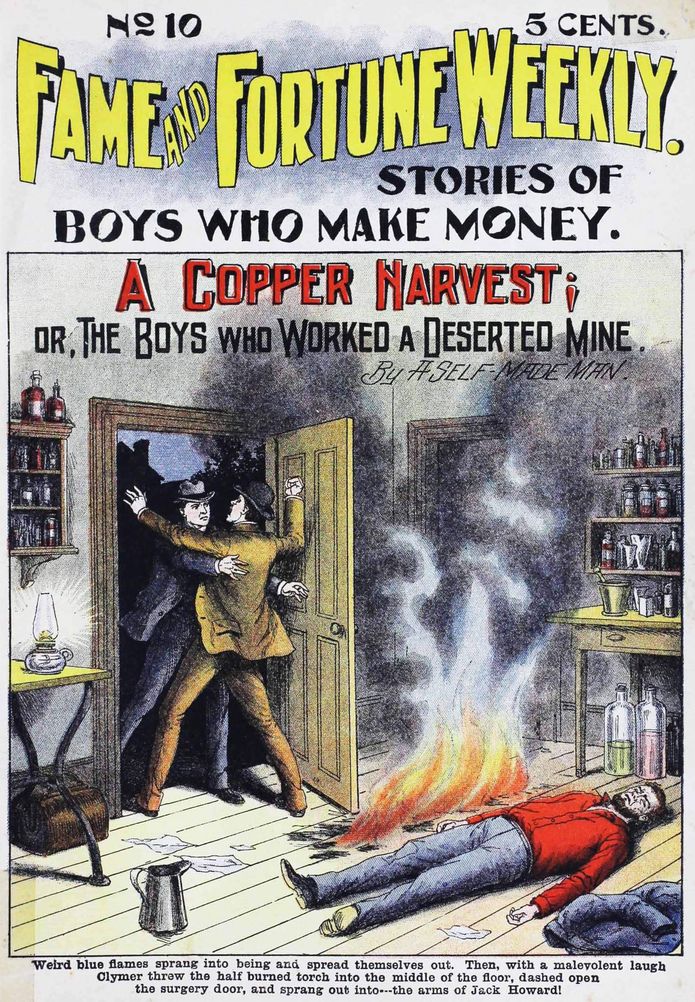 No 10 5 CENTS.
FAME AND FORTUNE WEEKLY.
STORIES OF
BOYS WHO MAKE MONEY.
A COPPER HARVEST;
OR, THE BOYS WHO WORKED A DESERTED MINE.
By A SELF-MADE MAN.
Weird blue flames sprang into being and spread themselves out. Then, with a malevolent laugh
Clymer threw the half burned torch into the middle of the floor, dashed open
the surgery door, and sprang out into---the arms of Jack Howard!